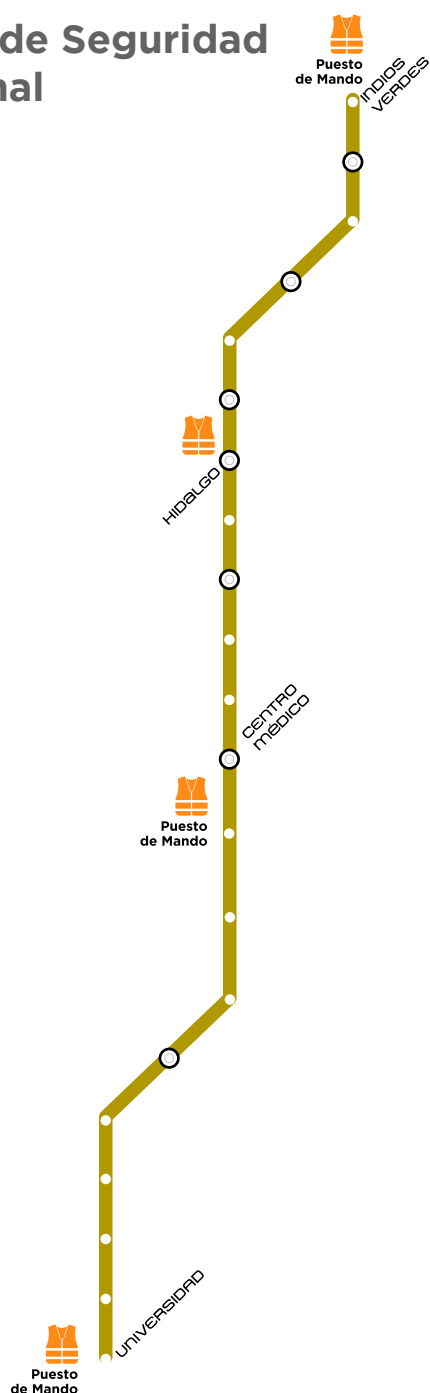 de Seguridad
nal
Puesto
de Mando
INDIOS
VERDES
HIDALGO
CENTRO
MÉDICO
Puesto
de Mando
UNIVERSIDAD
Puesto
de Mando